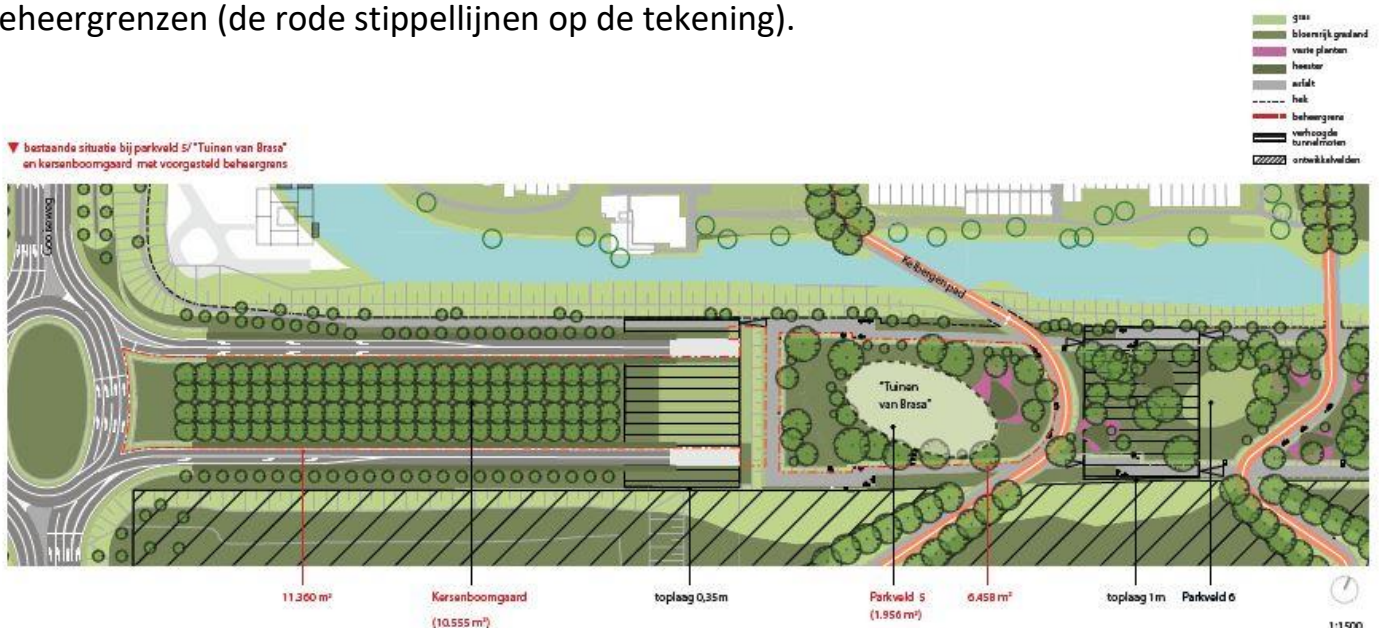 eheergrenzen (de rode stippellijnen op de tekening).
gras
bloemrijk grasland
vaste planten
heester
asfalt
hek
beheergrens
verhoogde
tunnelmoten
ontwikkelvelden
bestaande situatie bij parkveld 5/ "Tuinen van Brasa"
en kersenboomgaard met voorgesteld beheergrens
Gooiseweg
Kelbergenpad
"Tuinen
van Brasa"
11.360 m²
Kersenboomgaard
(10.555 m²)
toplaag 0,35m
Parkveld 5
(1.956 m²)
6.458 m²
toplaag 1m
Parkveld 6
1:1500